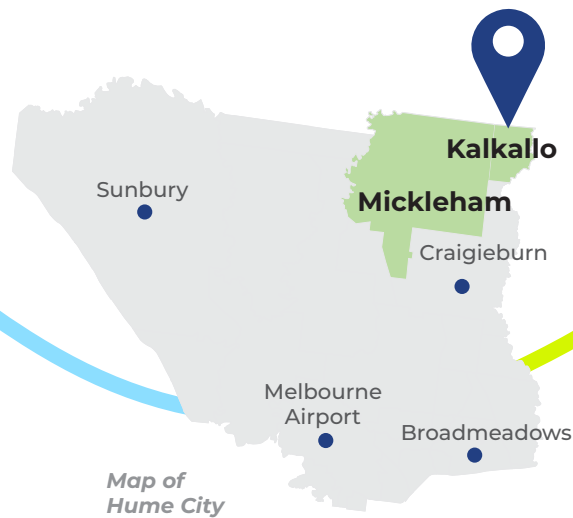 Kalkallo
Sunbury
Mickleham
Craigieburn
Melbourne
Airport
Broadmeadows
Map of
Hume City